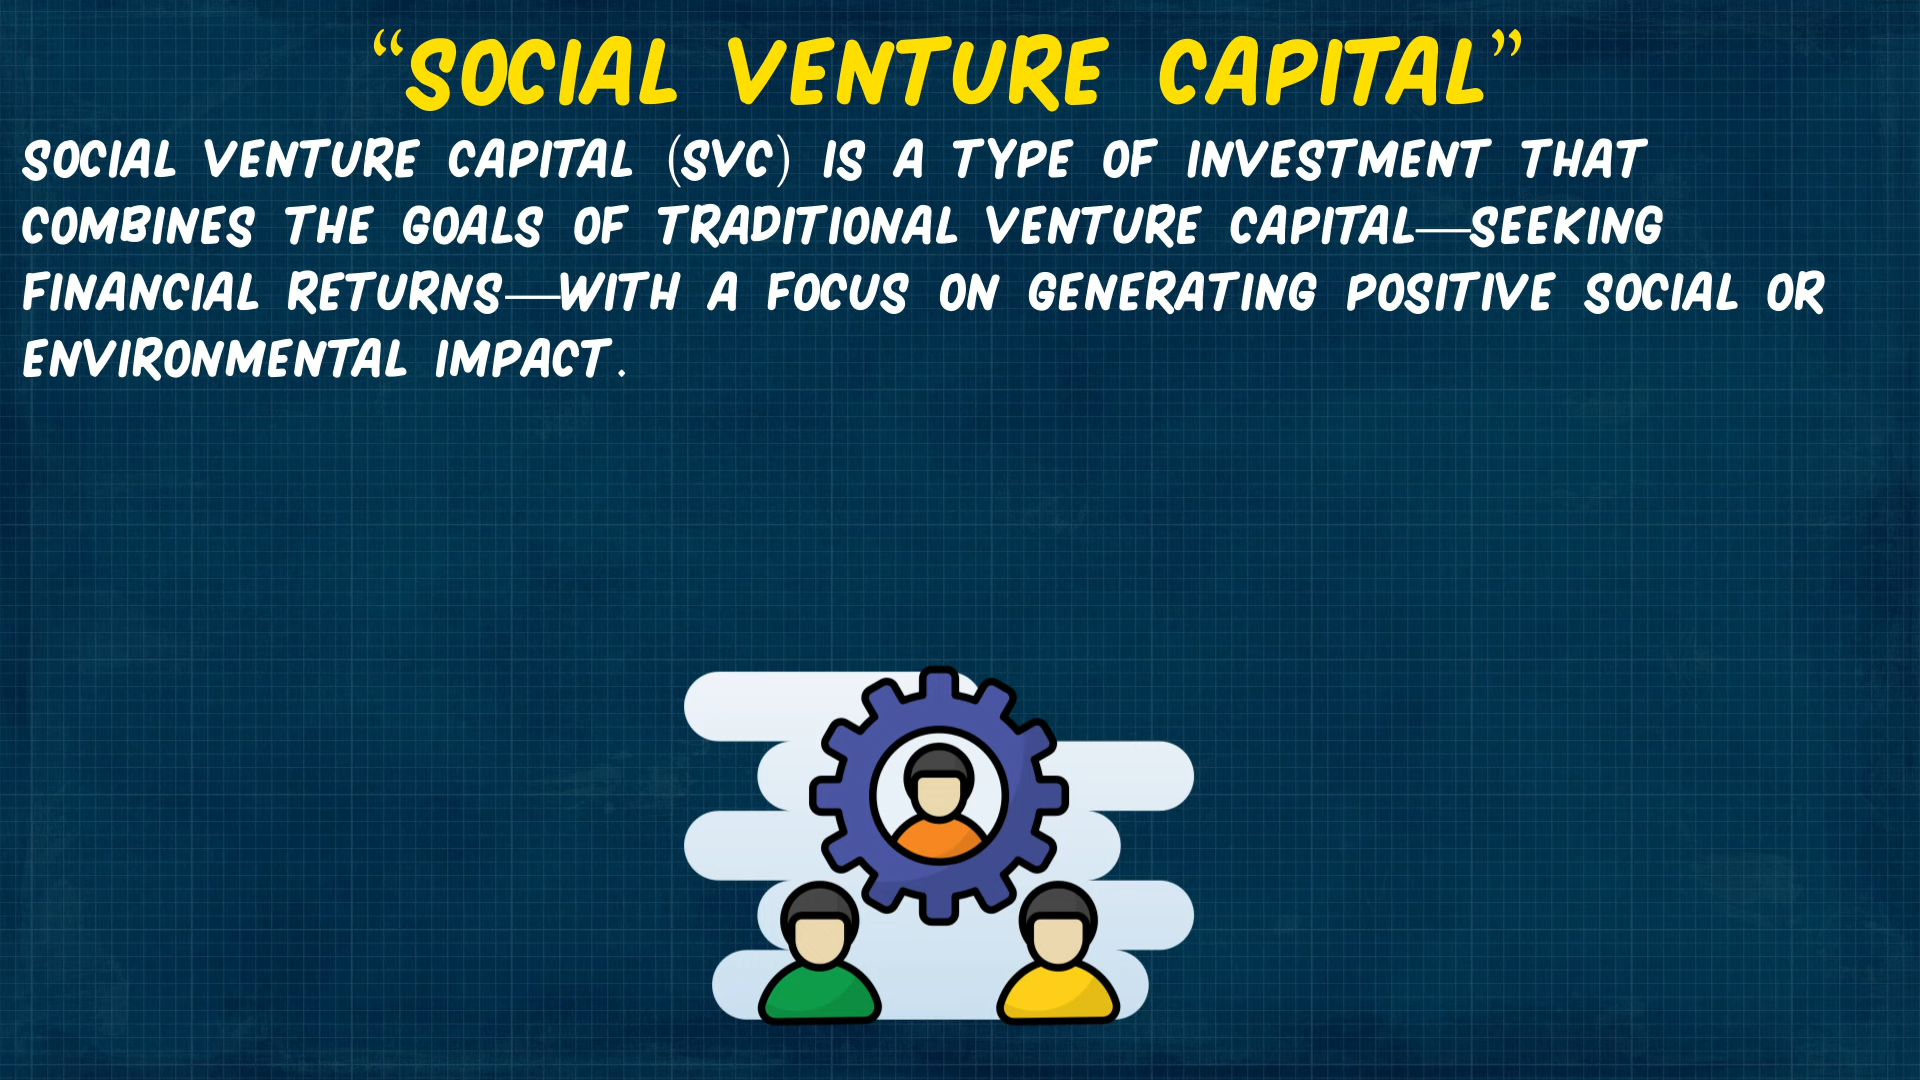 “SOCIAL VENTURE CAPITAL”
SOCIAL VENTURE CAPITAL (SVC) IS A TYPE OF INVESTMENT THAT
COMBINES THE GOALS OF TRADITIONAL VENTURE CAPITAL—SEEKING
FINANCIAL RETURNS—WITH A FOCUS ON GENERATING POSITIVE SOCIAL OR
ENVIRONMENTAL IMPACT.